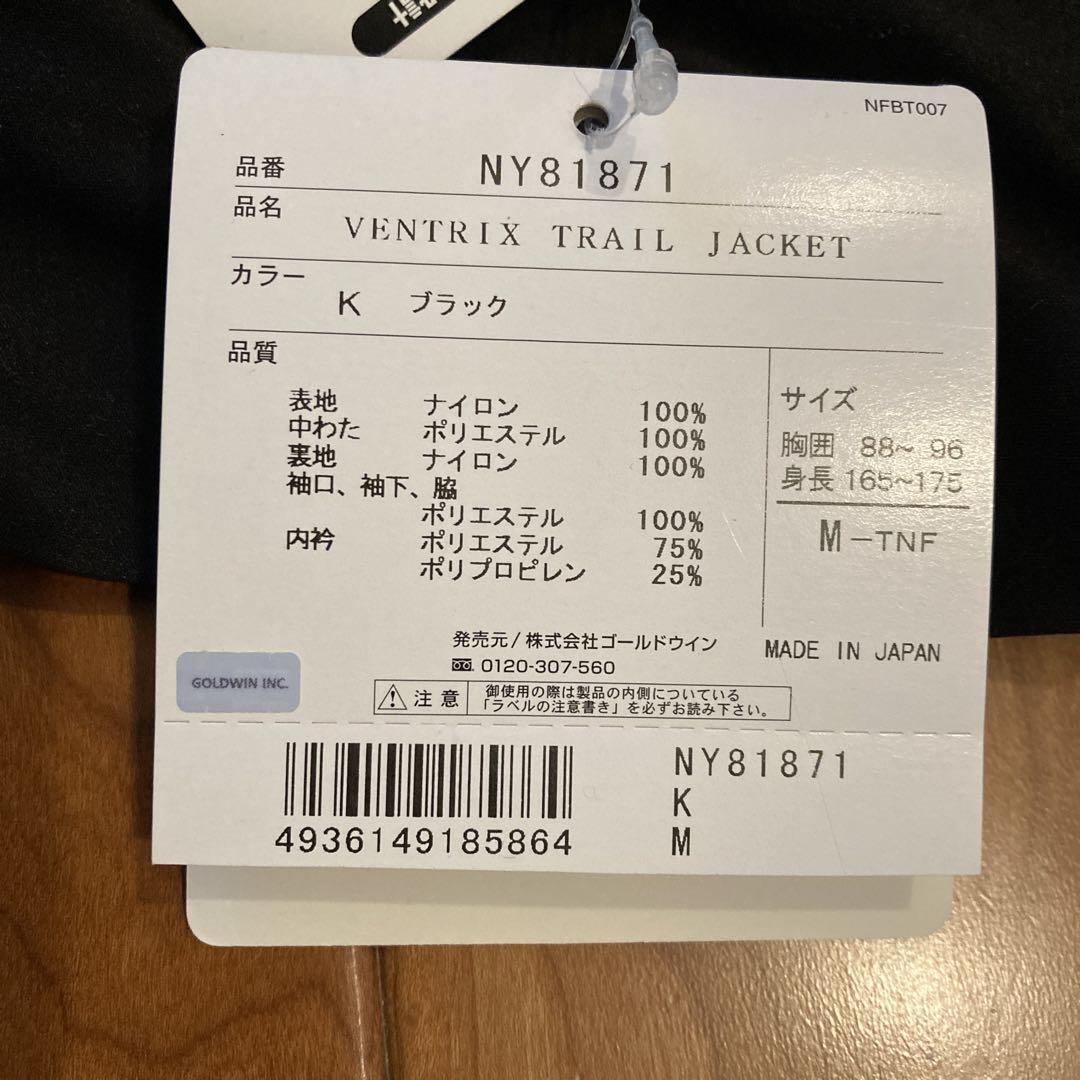 計
NFBT007
品番 NY81871
品名 VENTRIX TRAIL JACKET
カラー K ブラック
品質
表地 ナイロン 100%
中わた ポリエステル 100%
裏地 ナイロン 100%
袖口、袖下、脇
ポリエステル 100%
内衿 ポリエステル 75%
ポリプロピレン 25%
サイズ
胸囲 88~ 96
身長 165~175
M-TNF
発売元/株式会社ゴールドウイン
0120-307-560
MADE IN JAPAN
GOLDWIN INC.
注意 御使用の際は製品の内側についている
「ラベルの注意書き」を必ずお読み下さい。
4936149185864
NY81871
K
M